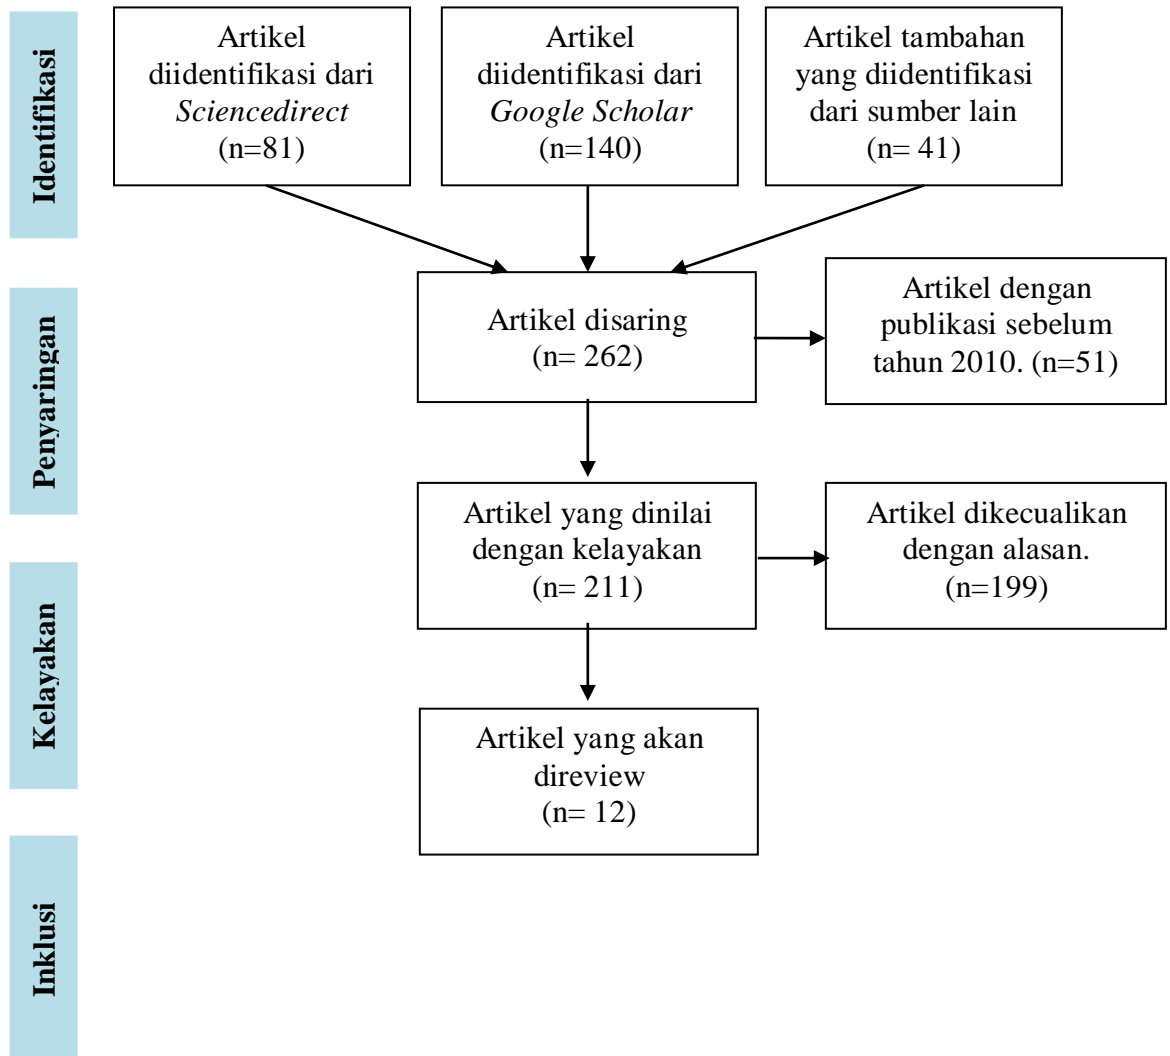 Identifikasi
Artikel
diidentifikasi dari
Sciencedirect
(n=81)
Artikel
diidentifikasi dari
Google Scholar
(n=140)
Artikel tambahan
yang diidentifikasi
dari sumber lain
(n= 41)
Penyaringan
Artikel disaring
(n= 262)
Artikel dengan
publikasi sebelum
tahun 2010. (n=51)
Artikel yang dinilai
dengan kelayakan
(n= 211)
Artikel dikecualikan
dengan alasan.
(n=199)
Kelayakan
Artikel yang akan
direview
(n= 12)
Inklusi